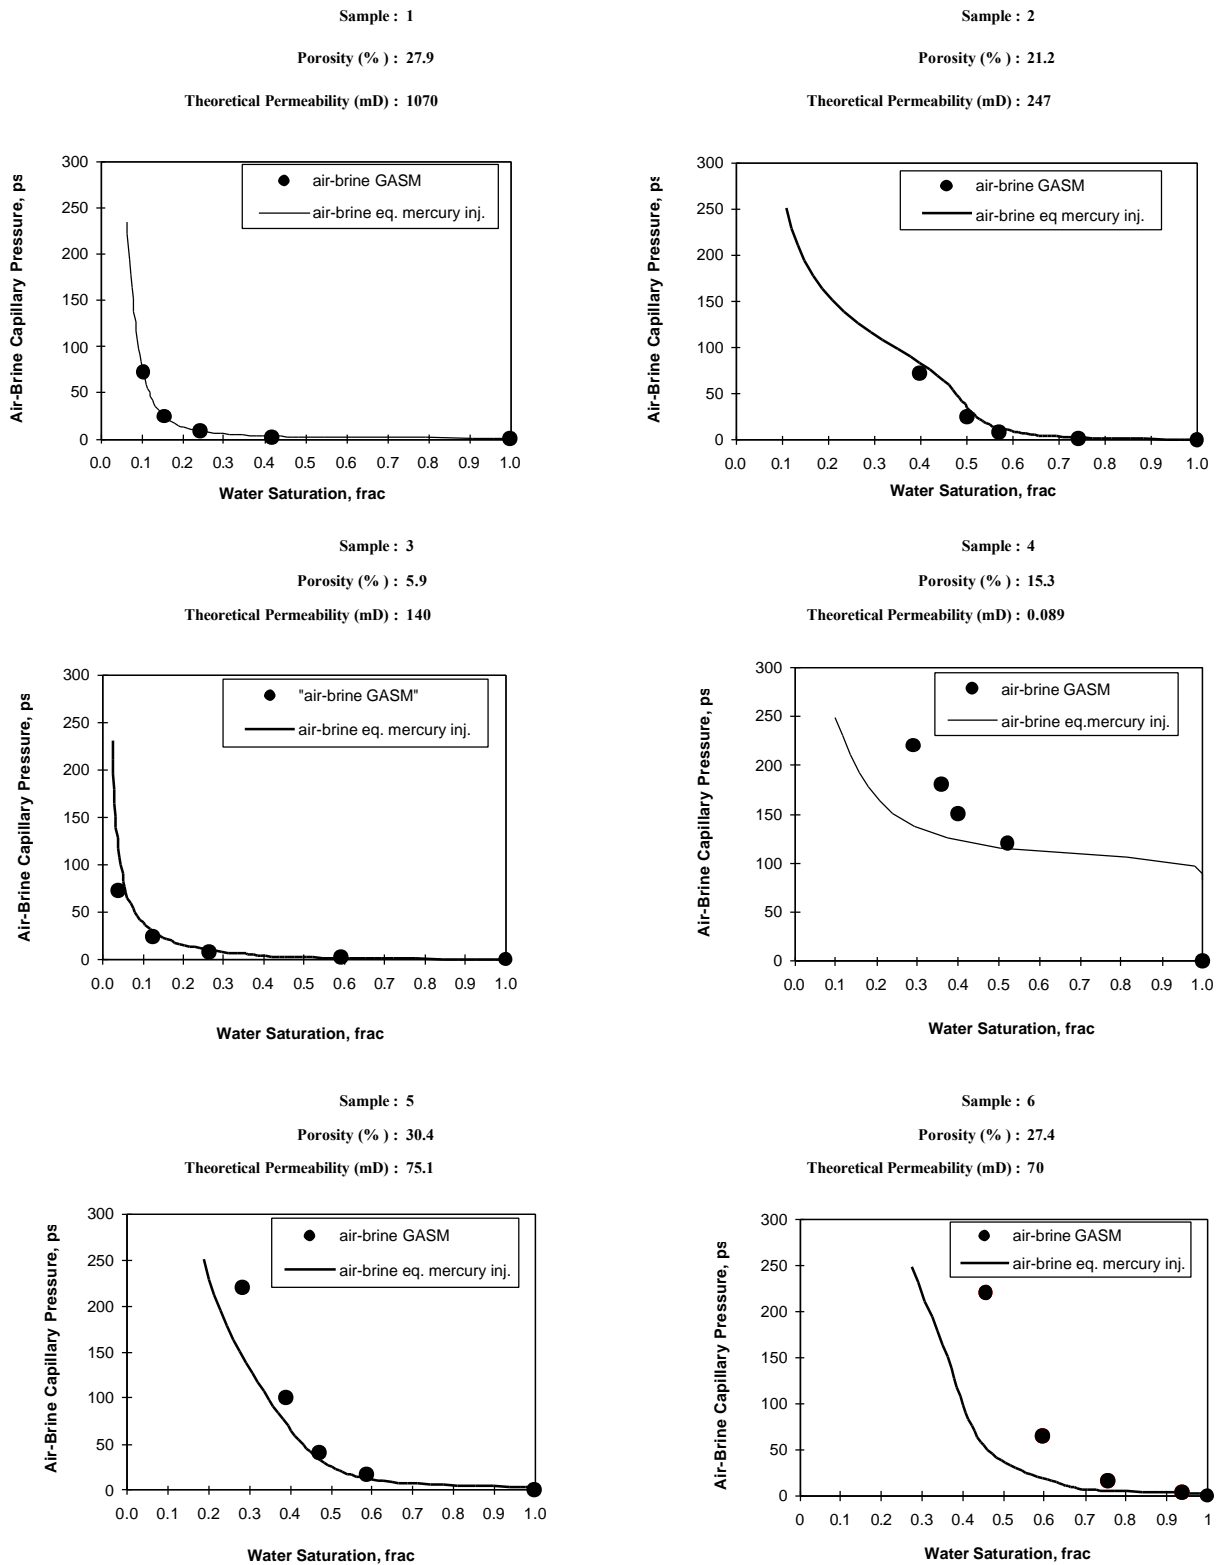 Sample : 1
Porosity (% ) : 27.9
Theoretical Permeability (mD) : 1070
Air-Brine Capillary Pressure, ps
300
250
200
150
100
50
0
air-brine GASM
air-brine eq. mercury inj.
0.0 0.1 0.2 0.3 0.4 0.5 0.6 0.7 0.8 0.9 1.0
Water Saturation, frac
Sample : 2
Porosity (% ) : 21.2
Theoretical Permeability (mD) : 247
Air-Brine Capillary Pressure, ps
300
250
200
150
100
50
0
air-brine GASM
air-brine eq mercury inj.
0.0 0.1 0.2 0.3 0.4 0.5 0.6 0.7 0.8 0.9 1.0
Water Saturation, frac
Sample : 3
Porosity (% ) : 5.9
Theoretical Permeability (mD) : 140
Air-Brine Capillary Pressure, ps
300
250
200
150
100
50
0
"air-brine GASM"
air-brine eq. mercury inj.
0.0 0.1 0.2 0.3 0.4 0.5 0.6 0.7 0.8 0.9 1.0
Water Saturation, frac
Sample : 4
Porosity (% ) : 15.3
Theoretical Permeability (mD) : 0.089
Air-Brine Capillary Pressure, ps
300
250
200
150
100
50
0
air-brine GASM
air-brine eq.mercury inj.
0.0 0.1 0.2 0.3 0.4 0.5 0.6 0.7 0.8 0.9 1.0
Water Saturation, frac
Sample : 5
Porosity (% ) : 30.4
Theoretical Permeability (mD) : 75.1
Air-Brine Capillary Pressure, ps
300
250
200
150
100
50
0
air-brine GASM
air-brine eq. mercury inj.
0.0 0.1 0.2 0.3 0.4 0.5 0.6 0.7 0.8 0.9 1.0
Water Saturation, frac
Sample : 6
Porosity (% ) : 27.4
Theoretical Permeability (mD) : 70
Air-Brine Capillary Pressure, ps
300
250
200
150
100
50
0
air-brine GASM
air-brine eq. mercury inj.
0 0.1 0.2 0.3 0.4 0.5 0.6 0.7 0.8 0.9 1
Water Saturation, frac